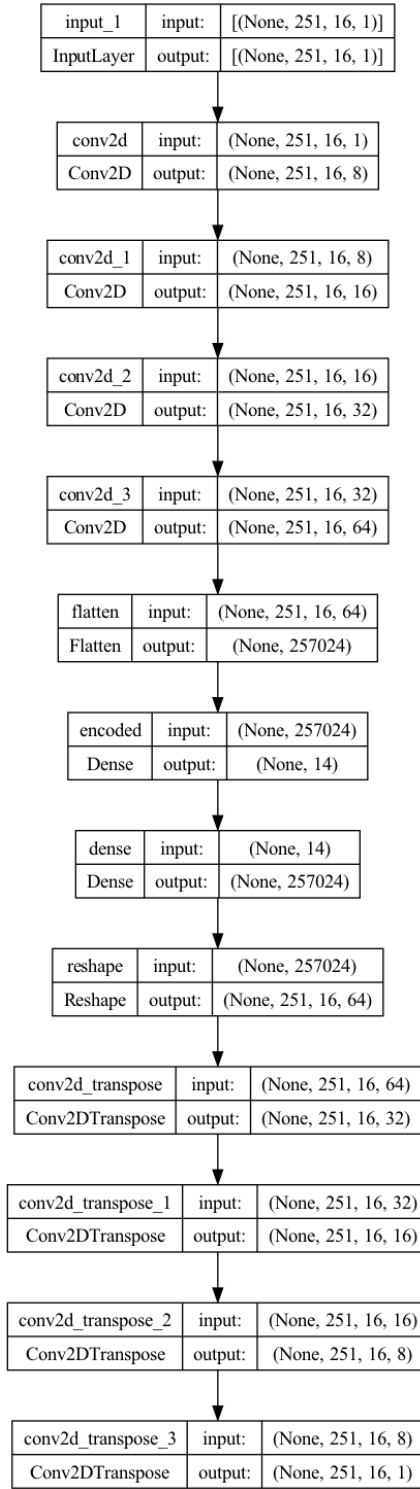 input_1 input: [(None, 251, 16, 1)]
InputLayer output: [(None, 251, 16, 1)]
conv2d input: (None, 251, 16, 1)
Conv2D output: (None, 251, 16, 8)
conv2d_1 input: (None, 251, 16, 8)
Conv2D output: (None, 251, 16, 16)
conv2d_2 input: (None, 251, 16, 16)
Conv2D output: (None, 251, 16, 32)
conv2d_3 input: (None, 251, 16, 32)
Conv2D output: (None, 251, 16, 64)
flatten input: (None, 251, 16, 64)
Flatten output: (None, 257024)
encoded input: (None, 257024)
Dense output: (None, 14)
dense input: (None, 14)
Dense output: (None, 257024)
reshape input: (None, 257024)
Reshape output: (None, 251, 16, 64)
conv2d_transpose input: (None, 251, 16, 64)
Conv2DTranspose output: (None, 251, 16, 32)
conv2d_transpose_1 input: (None, 251, 16, 32)
Conv2DTranspose output: (None, 251, 16, 16)
conv2d_transpose_2 input: (None, 251, 16, 16)
Conv2DTranspose output: (None, 251, 16, 8)
conv2d_transpose_3 input: (None, 251, 16, 8)
Conv2DTranspose output: (None, 251, 16, 1)